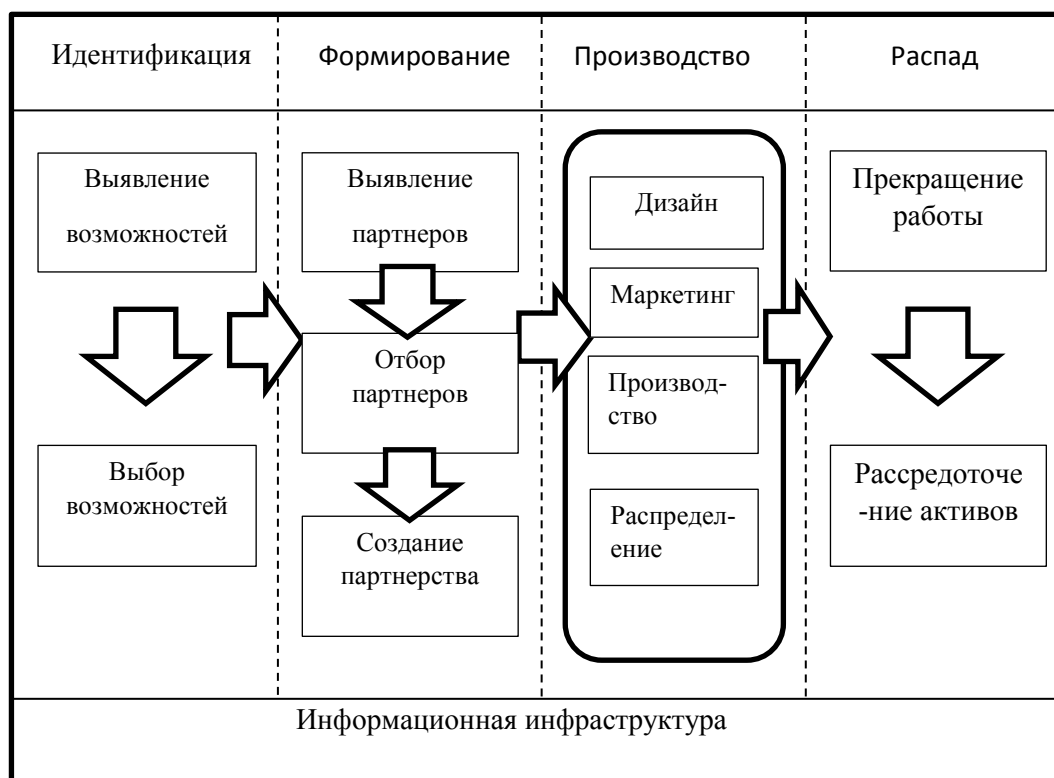 Идентификация
Формирование
Производство
Распад
Выявление
возможностей
Выбор
возможностей
Выявление
партнеров
Отбор
партнеров
Создание
партнерства
Дизайн
Маркетинг
Производ-
ство
Распредел-
ение
Прекращение
работы
Рассредоточе
-ние активов
Информационная инфраструктура